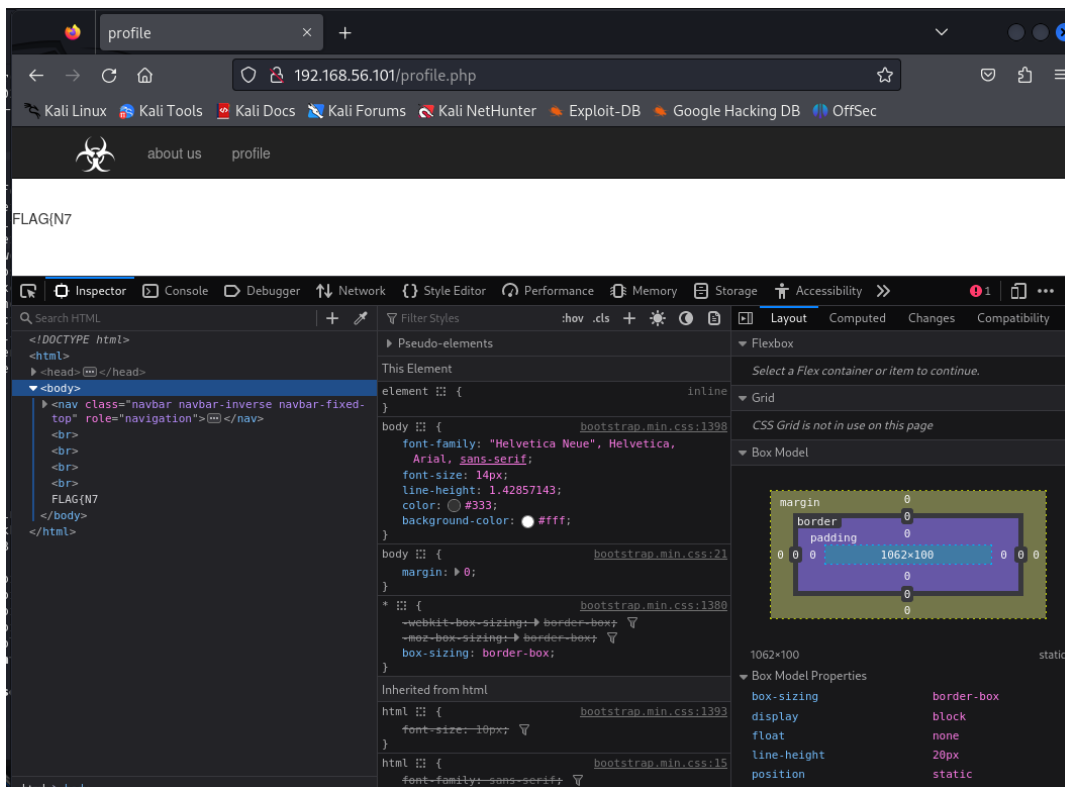 profile
192.168.56.101/profile.php
Kali Linux Kali Tools Kali Docs Kali Forums Kali NetHunter Exploit-DB Google Hacking DB OffSec
about us profile
FLAG{N7
Inspector Console Debugger Network Style Editor Performance Memory Storage Accessibility 1
Search HTML
<!DOCTYPE html>
<html>
<head></head>
<body>
<nav class="navbar navbar-inverse navbar-fixed-
top" role="navigation"></nav>
<br>
<br>
<br>
FLAG{N7
</body>
</html>
Filter Styles :hov .cls
Pseudo-elements
This Element
element { inline
}
body { bootstrap.min.css:1398
font-family: "Helvetica Neue", Helvetica,
Arial, sans-serif;
font-size: 14px;
line-height: 1.42857143;
color: #333;
background-color: #fff;
}
body { bootstrap.min.css:21
margin: 0;
}
* { bootstrap.min.css:1380
-webkit-box-sizing: border-box;
-moz-box-sizing: border-box;
box-sizing: border-box;
}
Inherited from html
html { bootstrap.min.css:1393
font-size: 10px;
}
html { bootstrap.min.css:15
font-family: sans-serif;
Layout Computed Changes Compatibility
Flexbox
Select a Flex container or item to continue.
Grid
CSS Grid is not in use on this page
Box Model
margin 0
border 0
padding 0
0 0 0 1062×100 0 0 0
0
0
0
1062×100 static
Box Model Properties
box-sizing border-box
display block
float none
line-height 20px
position static